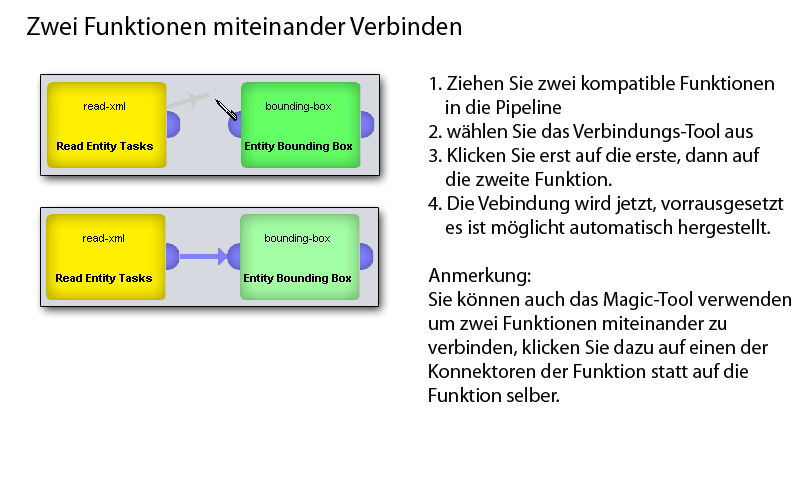 Zwei Funktionen miteinander Verbinden
read-xml
Read Entity Tasks
bounding-box
Entity Bounding Box
read-xml
Read Entity Tasks
bounding-box
Entity Bounding Box
1. Ziehen Sie zwei kompatible Funktionen
in die Pipeline
2. wählen Sie das Verbindungs-Tool aus
3. Klicken Sie erst auf die erste, dann auf
die zweite Funktion.
4. Die Vebindung wird jetzt, vorrausgesetzt
es ist möglicht automatisch hergestellt.
Anmerkung:
Sie können auch das Magic-Tool verwenden
um zwei Funktionen miteinander zu
verbinden, klicken Sie dazu auf einen der
Konnektoren der Funktion statt auf die
Funktion selber.